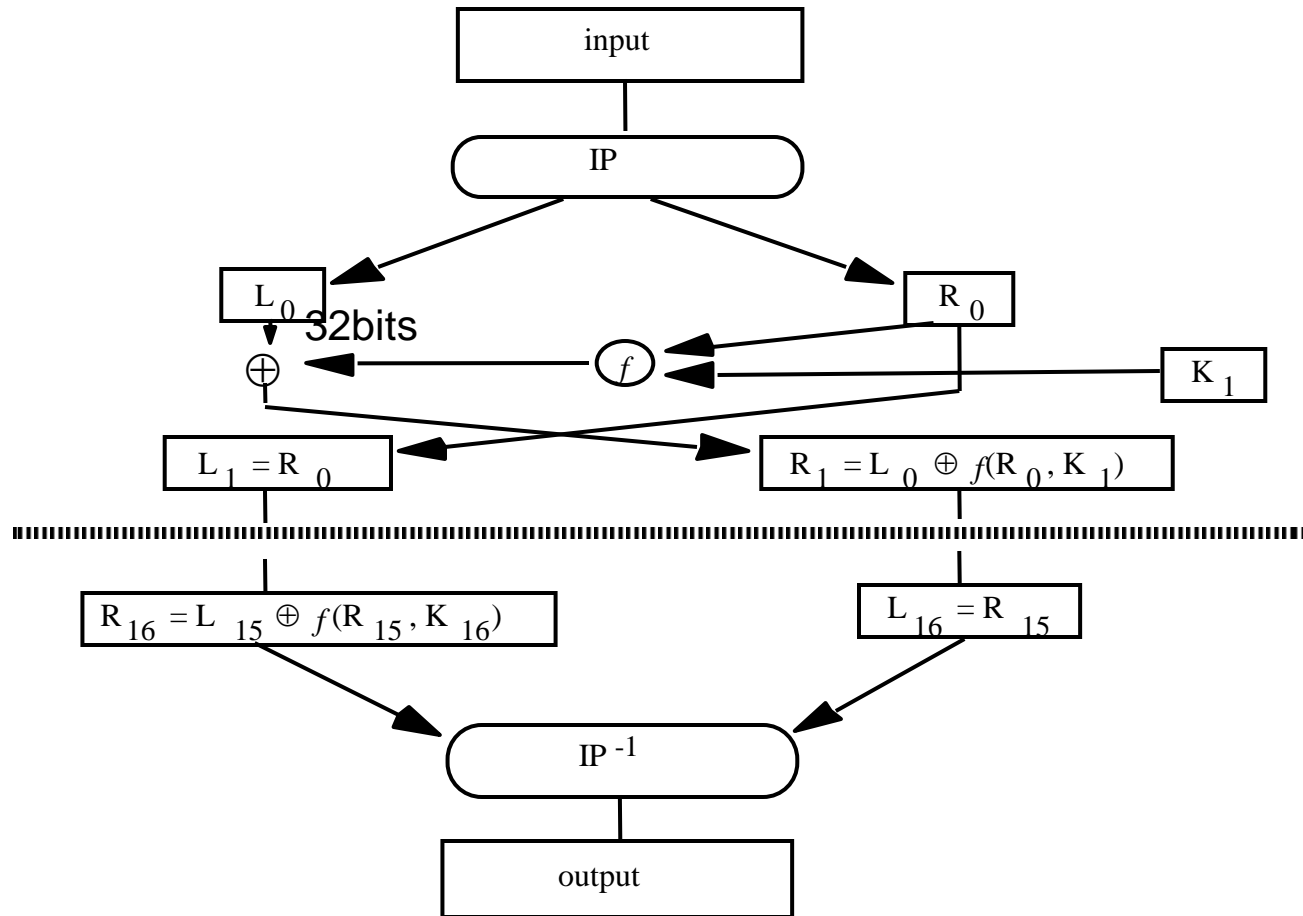 input
IP
L 0
R 0
32bits
⊕
f
K 1
L 1 = R 0
R 1 = L 0 ⊕ f(R 0 , K 1 )
R 16 = L 15 ⊕ f(R 15 , K 16 )
L 16 = R 15
IP -1
output